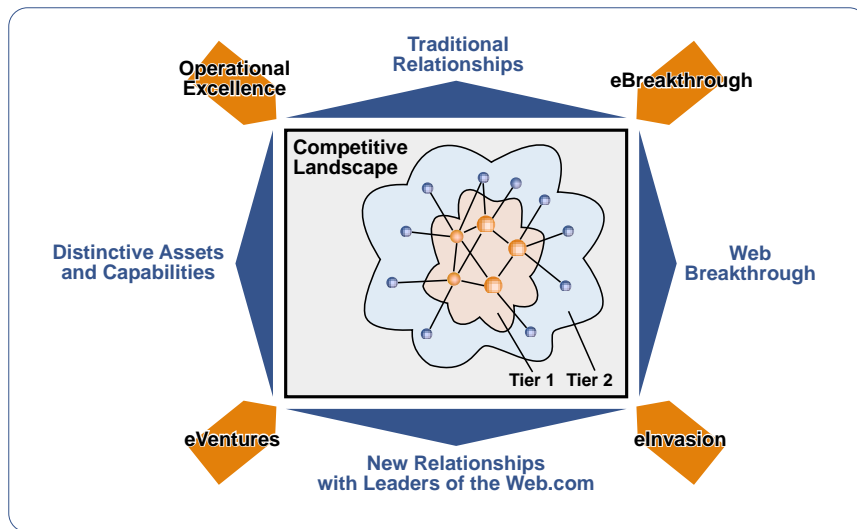 Traditional
Relationships
Operational
Excellence
eBreakthrough
Competitive
Landscape
Distinctive Assets
and Capabilities
Web
Breakthrough
Tier 1
Tier 2
eVentures
eInvasion
New Relationships
with Leaders of the Web.com